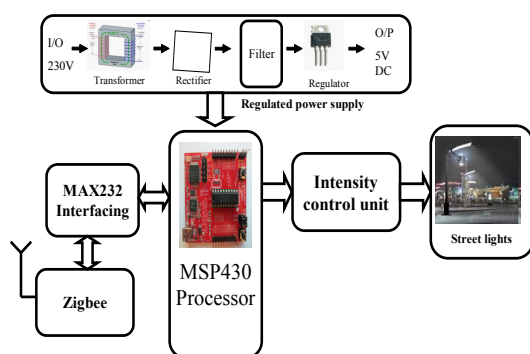 I/O
230V
Transformer
Rectifier
Filter
Regulator
O/P
5V
DC
Regulated power supply
MAX232
Interfacing
Zigbee
MSP430
Processor
Intensity
control unit
Street lights